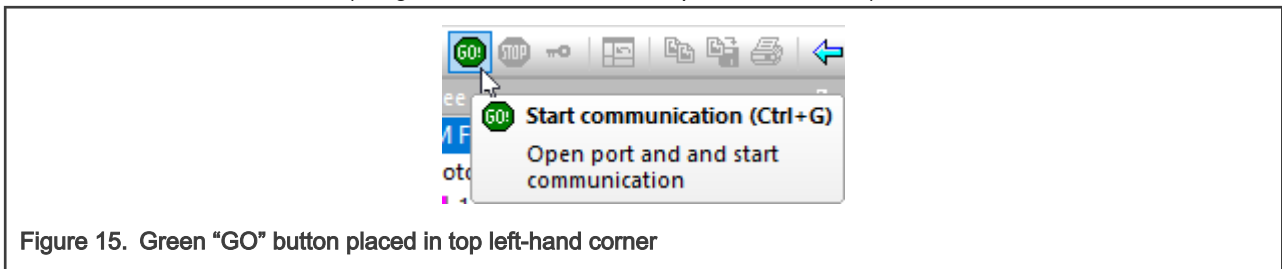 GO! STOP
GO! Start communication (Ctrl+G)
Open port and and start
communication
Figure 15. Green “GO” button placed in top left-hand corner